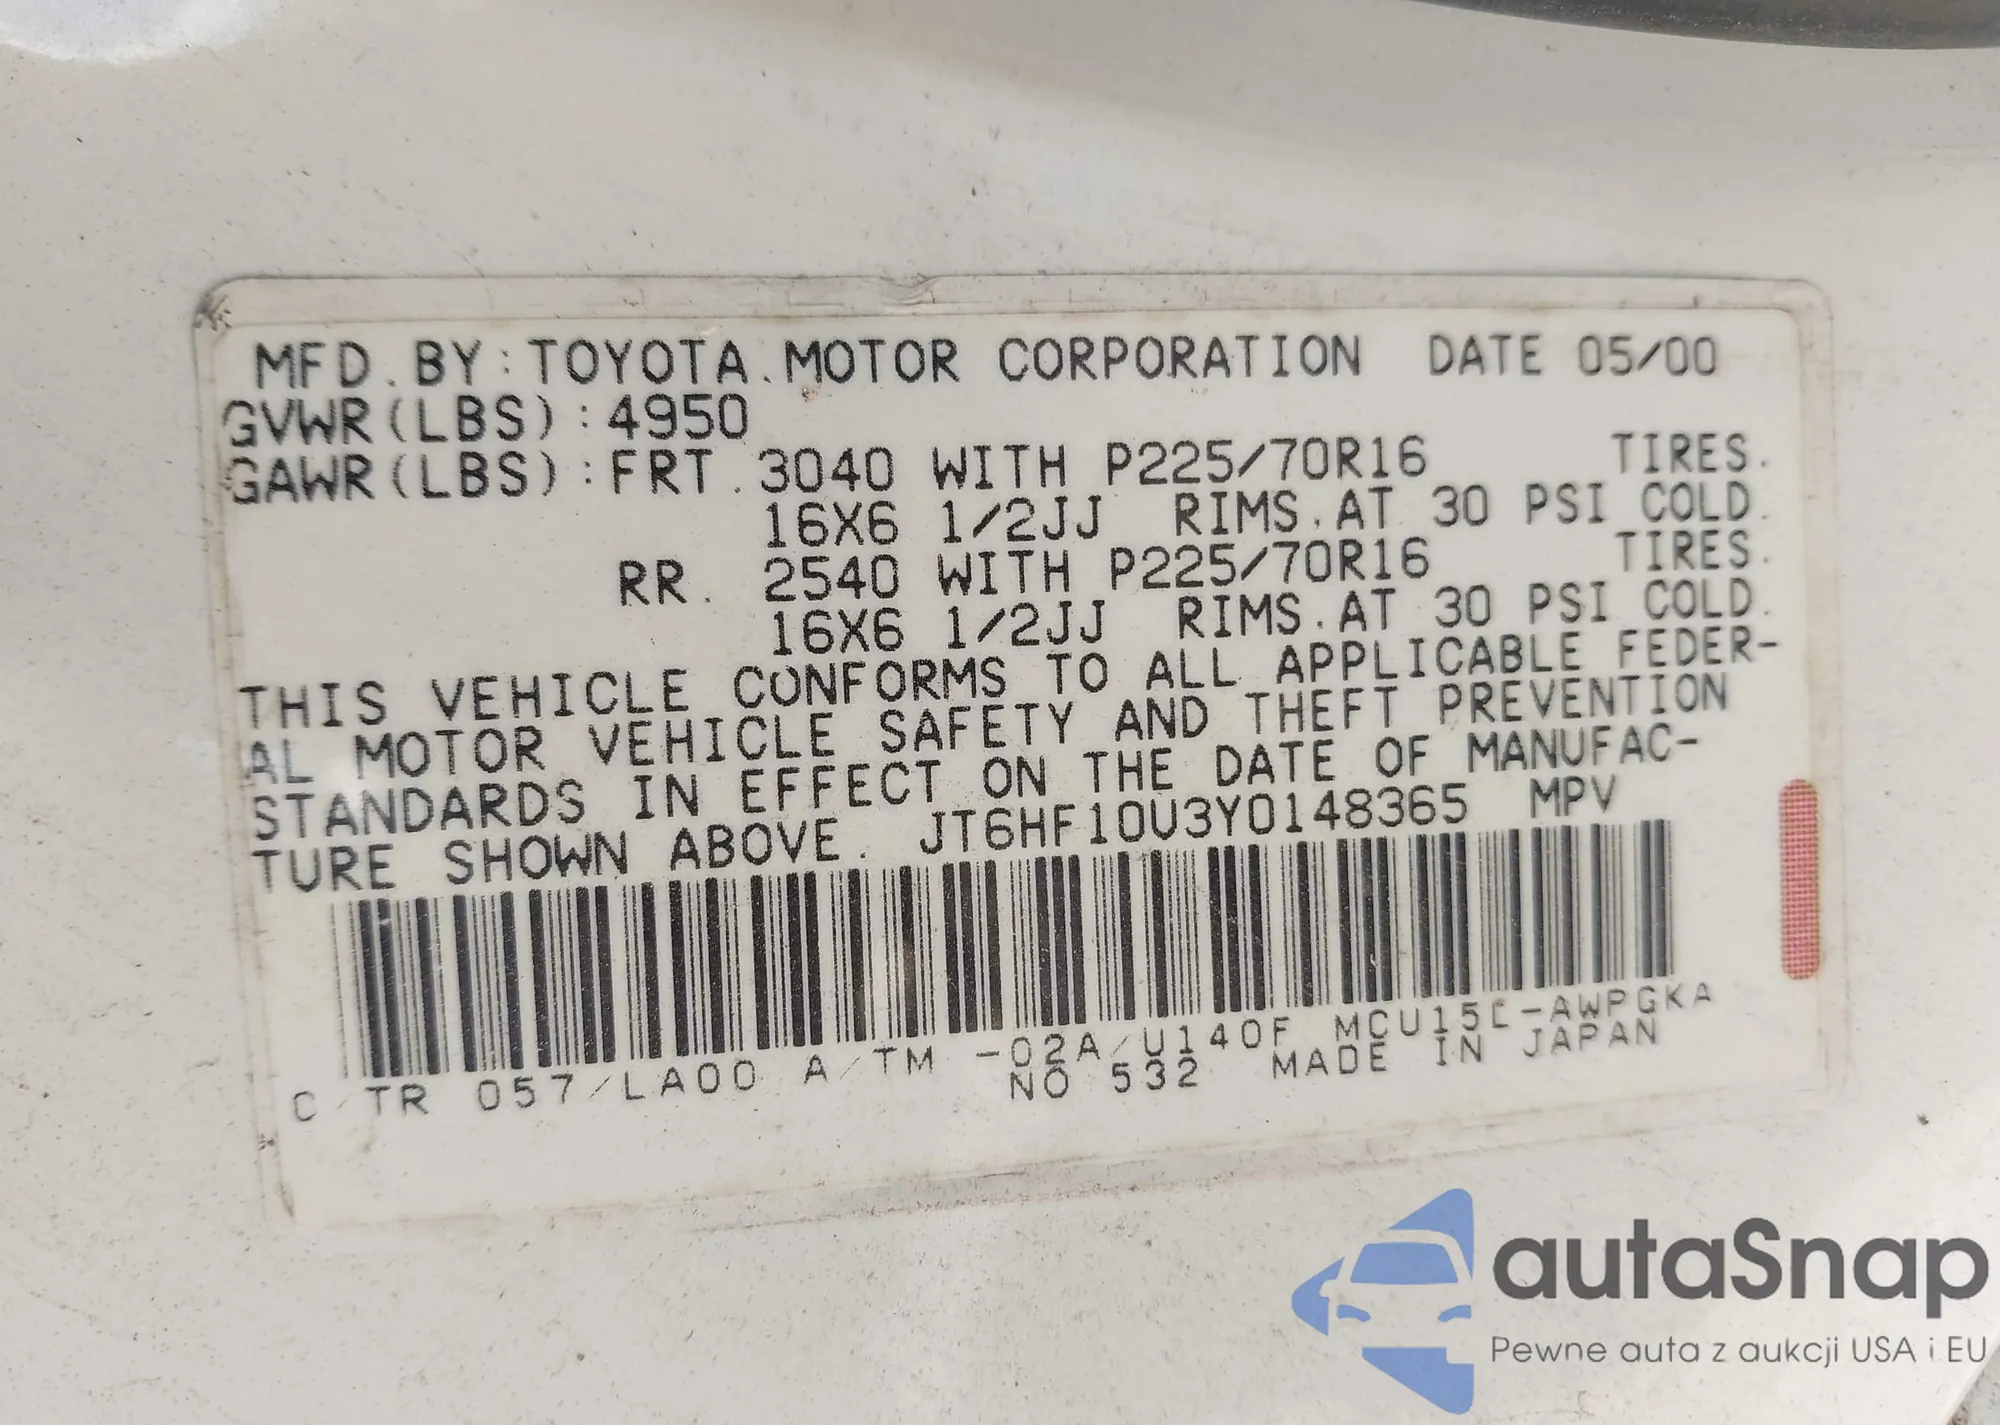 MFD.BY:TOYOTA.MOTOR CORPORATION DATE 05/00
GVWR(LBS):4950
GAWR(LBS):FRT.3040 WITH P225/70R16 TIRES.
16X6 1/2JJ RIMS.AT 30 PSI COLD.
RR. 2540 WITH P225/70R16 TIRES.
16X6 1/2JJ RIMS.AT 30 PSI COLD.
THIS VEHICLE CONFORMS TO ALL APPLICABLE FEDER-
AL MOTOR VEHICLE SAFETY AND THEFT PREVENTION
STANDARDS IN EFFECT ON THE DATE OF MANUFAC-
TURE SHOWN ABOVE. JT6HF10U3Y0148365 MPV
C/TR 057/LA00 A/TM -02A/U140F MCU15L-AWPGKA
NO 532 MADE IN JAPAN
autaSnap
Pewne auta z aukcji USA i EU